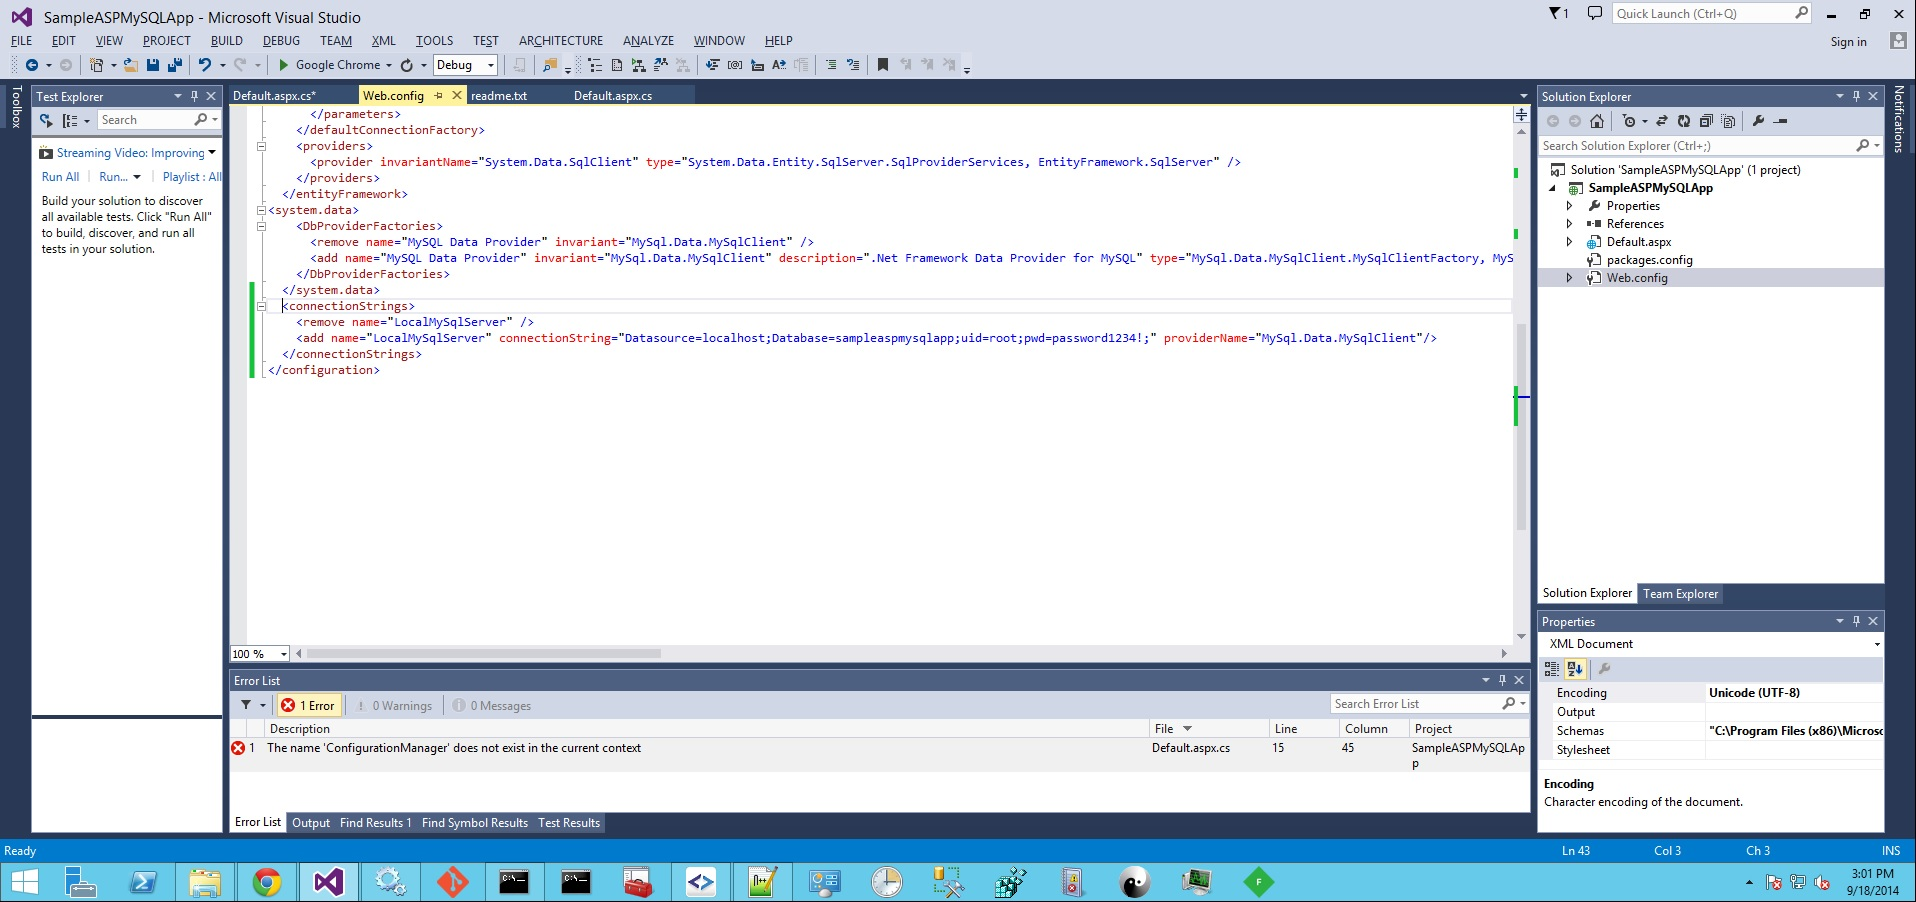 SampleASPMySQLApp - Microsoft Visual Studio
1
Quick Launch (Ctrl+Q)
FILE EDIT VIEW PROJECT BUILD DEBUG TEAM XML TOOLS TEST ARCHITECTURE ANALYZE WINDOW HELP
Sign in
Google Chrome
Debug
Toolbox
Test Explorer
Search
Streaming Video: Improving
Run All Run... Playlist : All
Build your solution to discover
all available tests. Click "Run All"
to build, discover, and run all
tests in your solution.
Default.aspx.cs* Web.config readme.txt Default.aspx.cs
</parameters>
</defaultConnectionFactory>
<providers>
<provider invariantName="System.Data.SqlClient" type="System.Data.Entity.SqlServer.SqlProviderServices, EntityFramework.SqlServer" />
</providers>
</entityFramework>
<system.data>
<DbProviderFactories>
<remove name="MySQL Data Provider" invariant="MySql.Data.MySqlClient" />
<add name="MySQL Data Provider" invariant="MySql.Data.MySqlClient" description=".Net Framework Data Provider for MySQL" type="MySql.Data.MySqlClient.MySqlClientFactory, MyS
</DbProviderFactories>
</system.data>
<connectionStrings>
<remove name="LocalMySqlServer" />
<add name="LocalMySqlServer" connectionString="Datasource=localhost;Database=sampleaspmysqlapp;uid=root;pwd=password1234!;" providerName="MySql.Data.MySqlClient"/>
</connectionStrings>
</configuration>
100 %
Error List
1 Error 0 Warnings 0 Messages
Search Error List
Description File Line Column Project
1 The name 'ConfigurationManager' does not exist in the current context Default.aspx.cs 15 45 SampleASPMySQLAp
p
Error List Output Find Results 1 Find Symbol Results Test Results
Solution Explorer
Search Solution Explorer (Ctrl+;)
Solution 'SampleASPMySQLApp' (1 project)
SampleASPMySQLApp
Properties
References
Default.aspx
packages.config
Web.config
Solution Explorer Team Explorer
Properties
XML Document
Encoding Unicode (UTF-8)
Output
Schemas "C:\Program Files (x86)\Microso
Stylesheet
Encoding
Character encoding of the document.
Notifications
Ready Ln 43 Col 3 Ch 3 INS
3:01 PM
9/18/2014